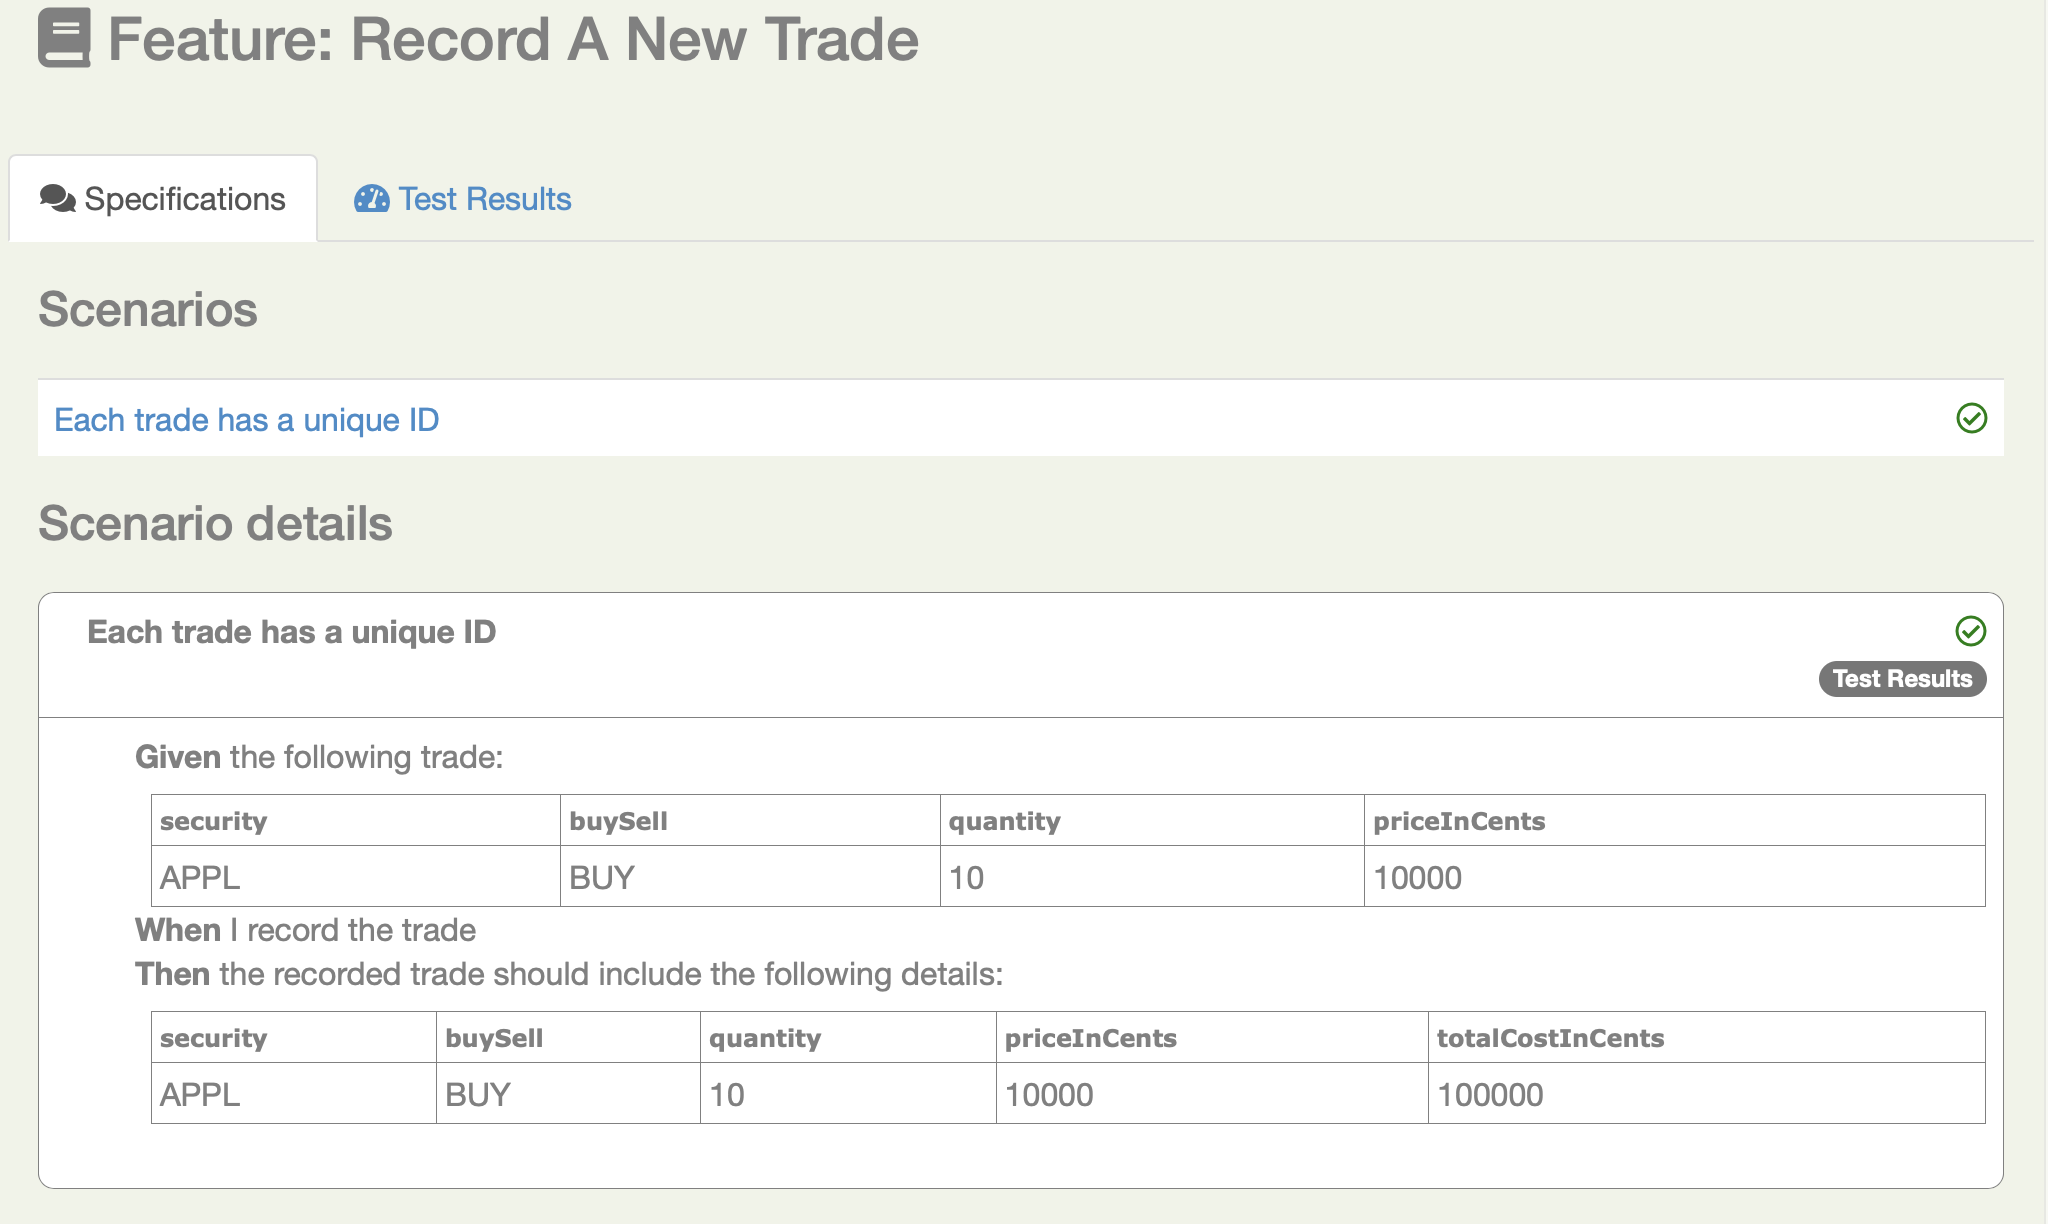 Feature: Record A New Trade
Specifications
Test Results
Scenarios
Each trade has a unique ID
Scenario details
Each trade has a unique ID
Test Results
Given the following trade:
security buySell quantity priceInCents
APPL BUY 10 10000
When I record the trade
Then the recorded trade should include the following details:
security buySell quantity priceInCents totalCostInCents
APPL BUY 10 10000 100000